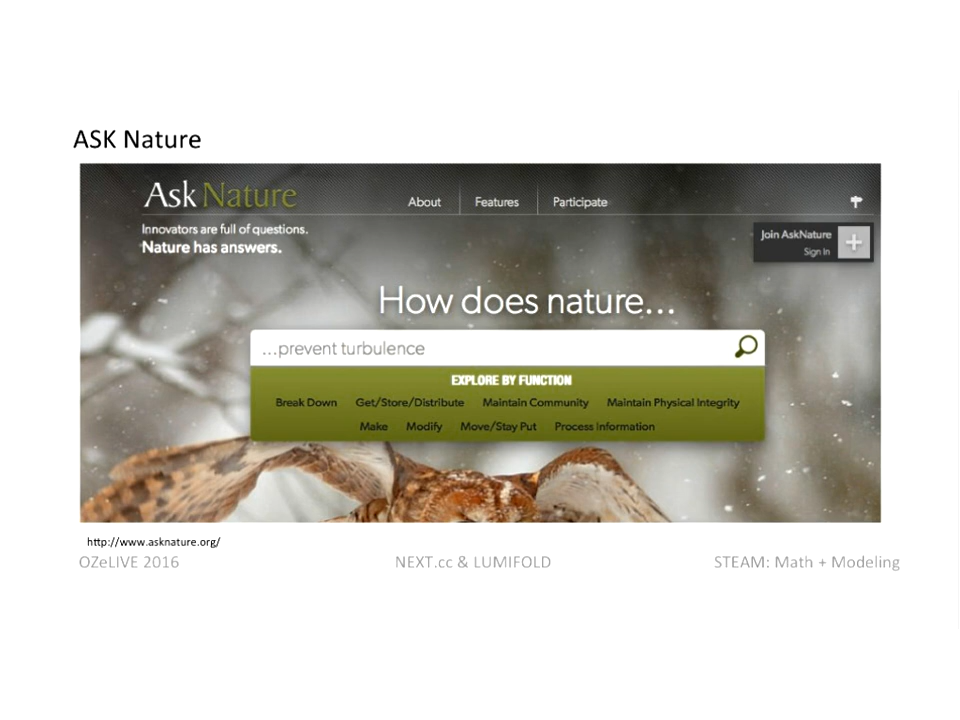 ASK Nature
Ask Nature
About Features Participate
Innovators are full of questions.
Nature has answers.
Join AskNature
Sign In
How does nature...
...prevent turbulence
EXPLORE BY FUNCTION
Break Down Get/Store/Distribute Maintain Community Maintain Physical Integrity
Make Modify Move/Stay Put Process Information
http://www.asknature.org/
OZeLIVE 2016 NEXT.cc & LUMIFOLD STEAM: Math + Modeling